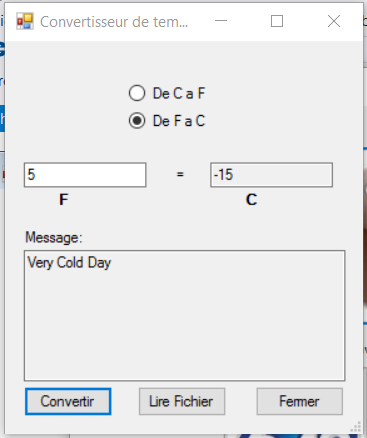 Convertisseur de tem...
De C a F
De F a C
5 = -15
F C
Message:
Very Cold Day
Convertir Lire Fichier Fermer